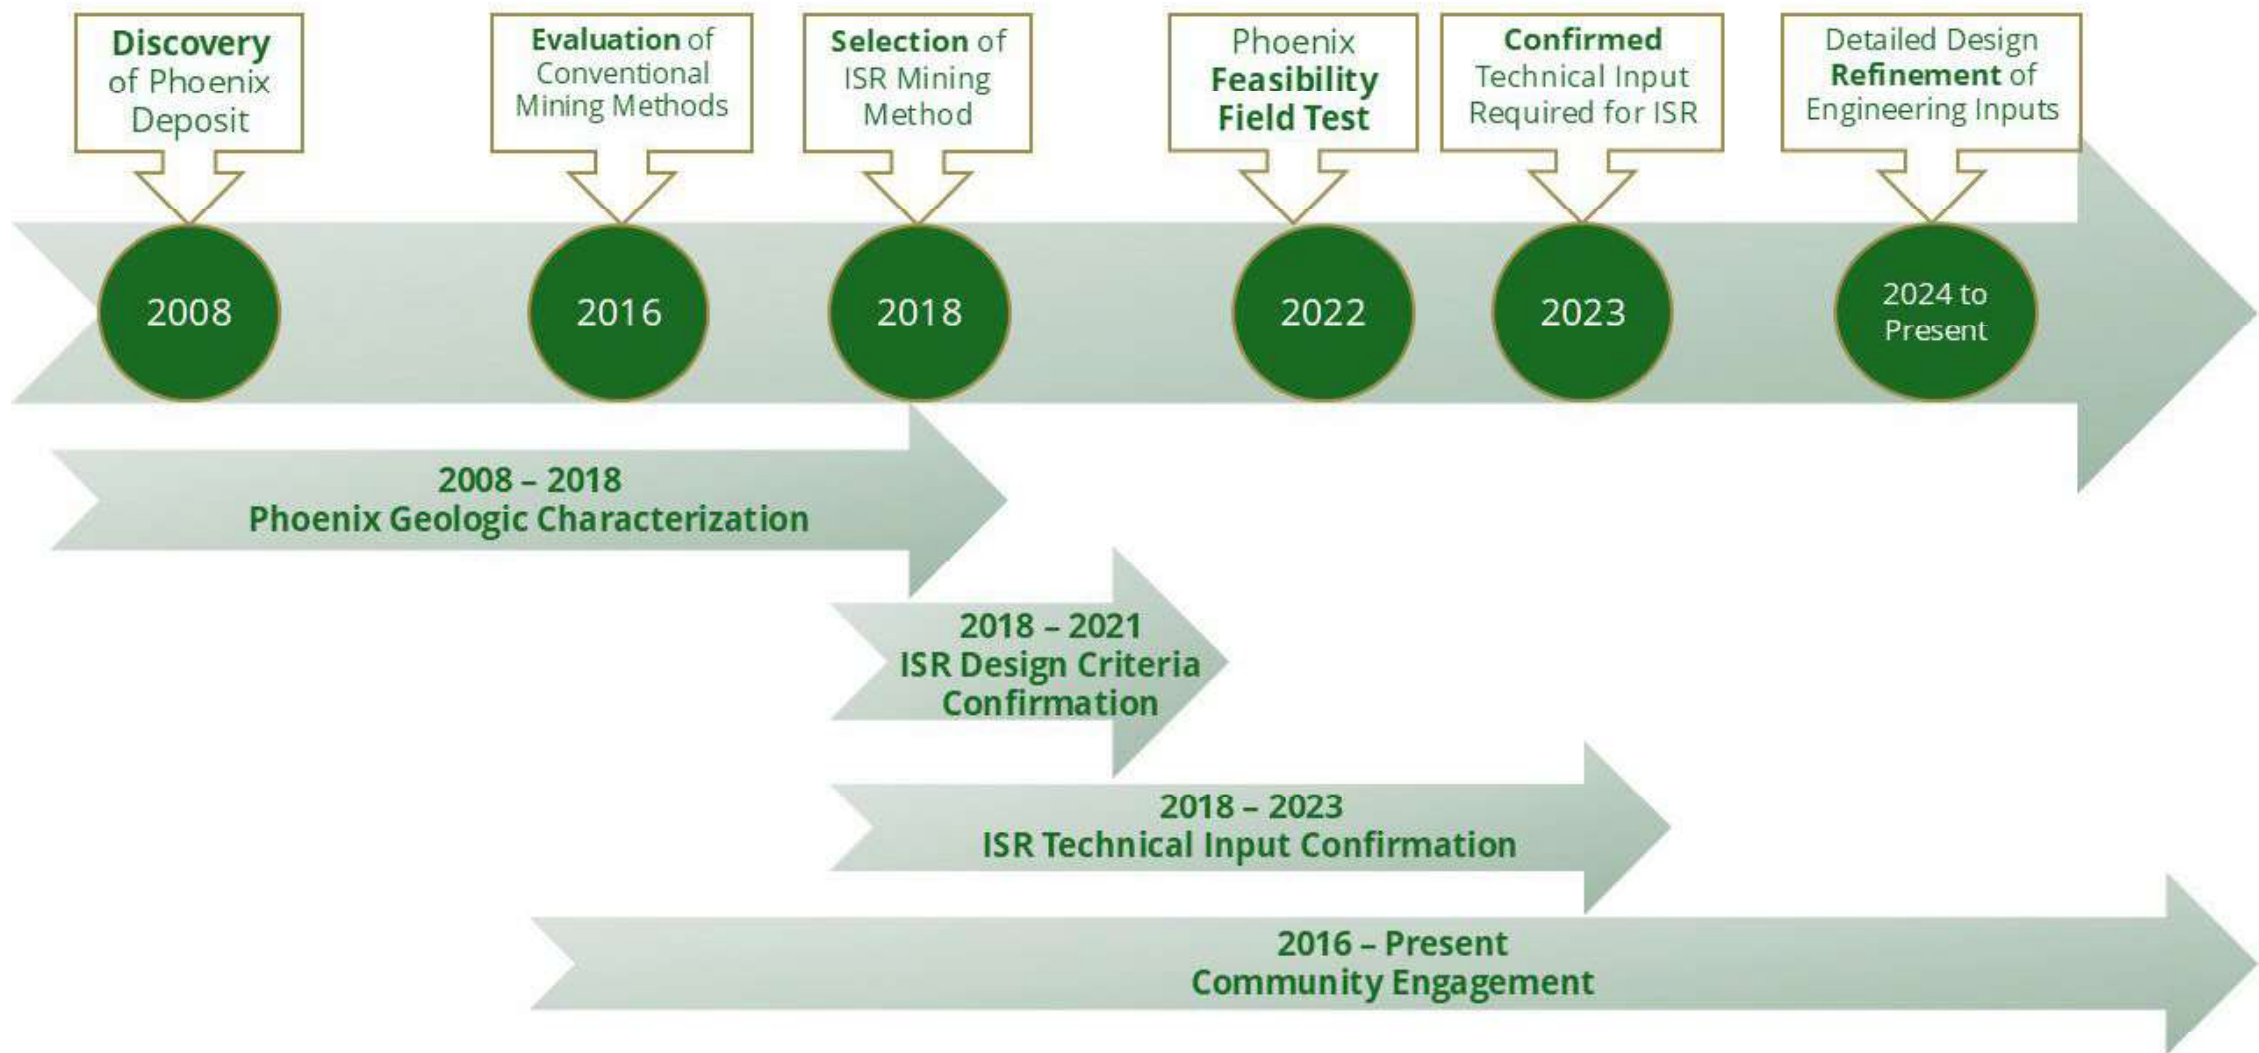 Discovery
of Phoenix
Deposit
Evaluation of
Conventional
Mining Methods
Selection of
ISR Mining
Method
Phoenix
Feasibility
Field Test
Confirmed
Technical Input
Required for ISR
Detailed Design
Refinement of
Engineering Inputs
2008
2016
2018
2022
2023
2024 to
Present
2008 – 2018
Phoenix Geologic Characterization
2018 – 2021
ISR Design Criteria
Confirmation
2018 – 2023
ISR Technical Input Confirmation
2016 – Present
Community Engagement